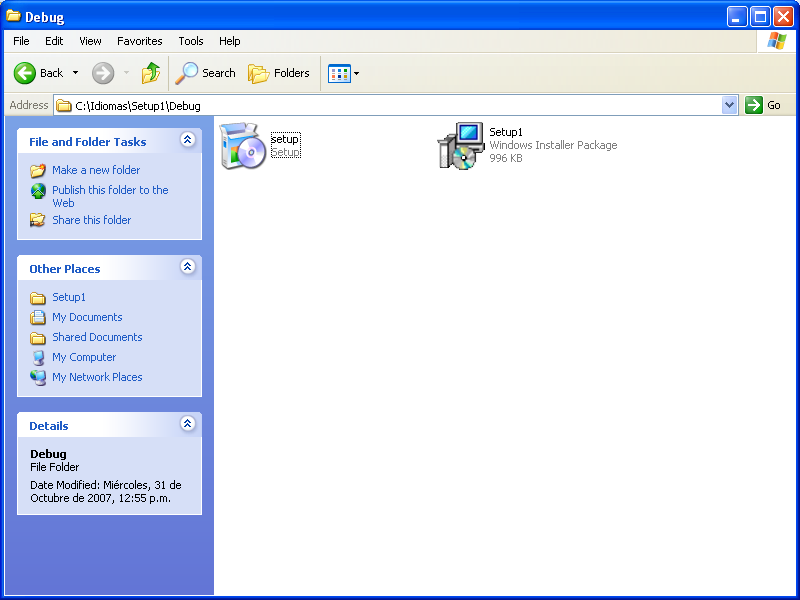 Debug
File Edit View Favorites Tools Help
Back Search Folders
Address C:\Idiomas\Setup1\Debug Go
File and Folder Tasks
Make a new folder
Publish this folder to the
Web
Share this folder
Other Places
Setup1
My Documents
Shared Documents
My Computer
My Network Places
Details
Debug
File Folder
Date Modified: Miércoles, 31 de
Octubre de 2007, 12:55 p.m.
setup
Setup
Setup1
Windows Installer Package
996 KB